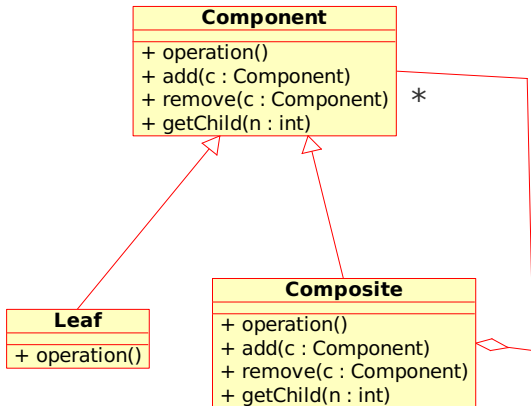 Component
+ operation()
+ add(c : Component)
+ remove(c : Component)
+ getChild(n : int)
*
Leaf
+ operation()
Composite
+ operation()
+ add(c : Component)
+ remove(c : Component)
+ getChild(n : int)